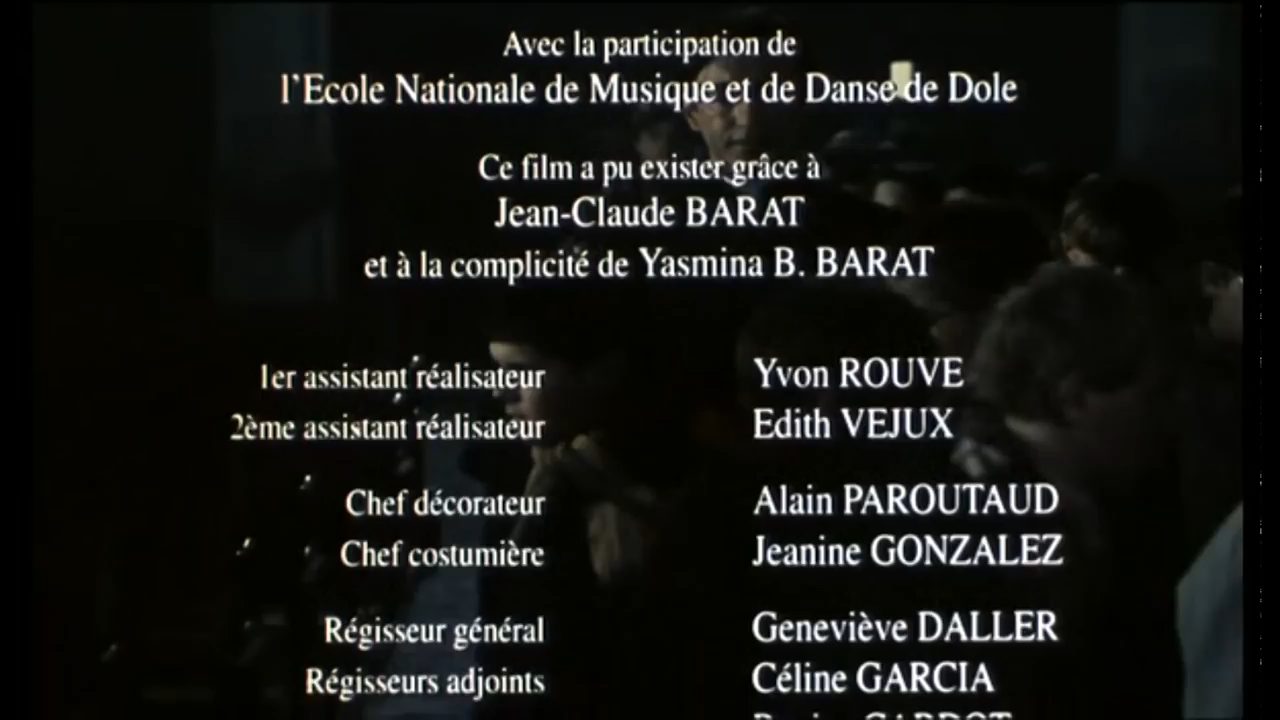 Avec la participation de
l'Ecole Nationale de Musique et de Danse de Dole
Ce film a pu exister grâce à
Jean-Claude BARAT
et à la complicité de Yasmina B. BARAT
1er assistant réalisateur Yvon ROUVE
2ème assistant réalisateur Edith VEJUX
Chef décorateur Alain PAROUTAUD
Chef costumière Jeanine GONZALEZ
Régisseur général Geneviève DALLER
Régisseurs adjoints Céline GARCIA